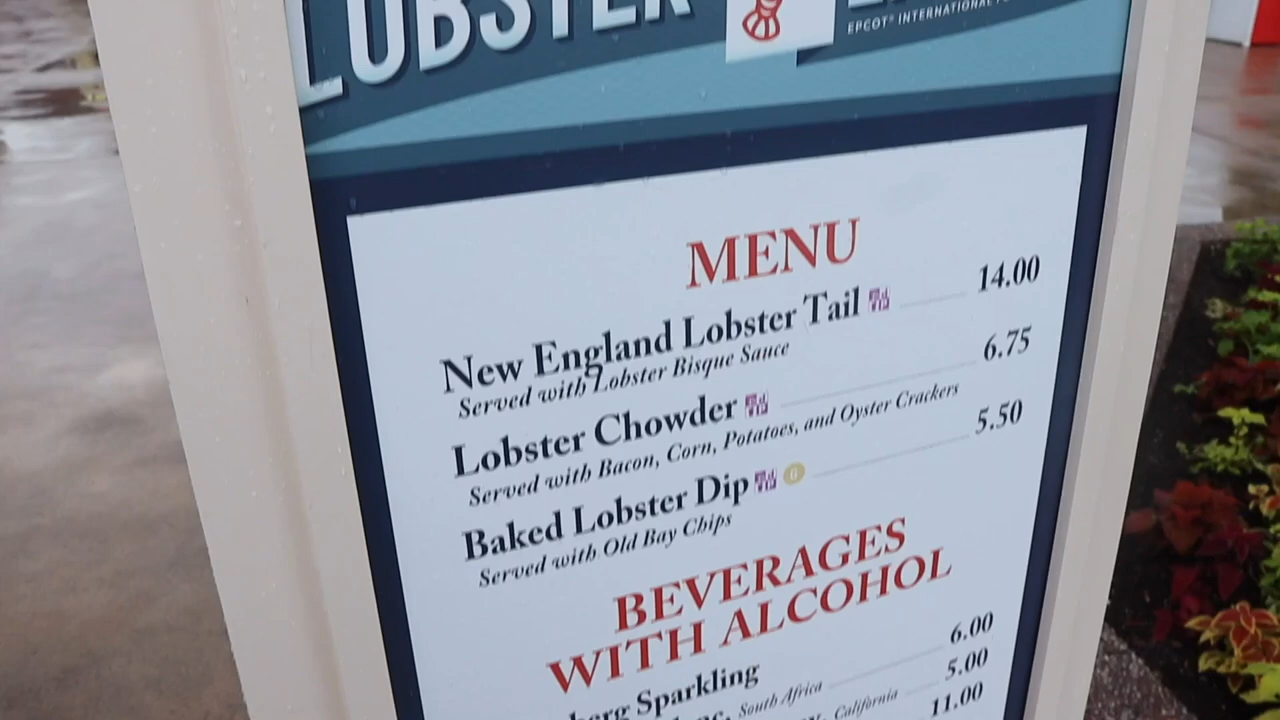 LOBSTER
EPCOT® INTERNATIONAL
MENU
New England Lobster Tail 14.00
Served with Lobster Bisque Sauce
Lobster Chowder 6.75
Served with Bacon, Corn, Potatoes, and Oyster Crackers
Baked Lobster Dip G 5.50
Served with Old Bay Chips
BEVERAGES
WITH ALCOHOL
Sparkling 6.00
South Africa 5.00
California 11.00